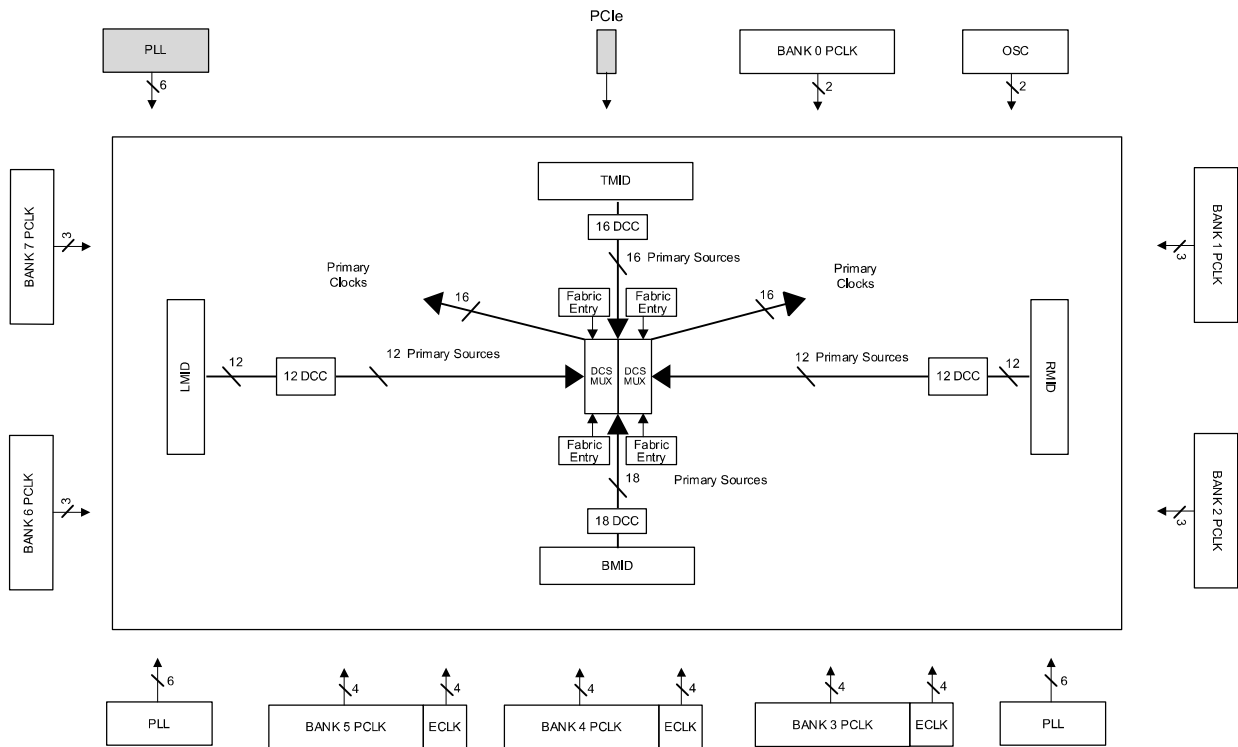 PCIe
PLL
BANK 0 PCLK
OSC
6
2
2
TMID
BANK 7 PCLK
3
BANK 1 PCLK
3
16 DCC
16 Primary Sources
Primary
Clocks
Primary
Clocks
16
Fabric
Entry
Fabric
Entry
16
LMID
12
12 DCC
12 Primary Sources
DCS
MUX
DCS
MUX
12 Primary Sources
12 DCC
12
RMID
Fabric
Entry
Fabric
Entry
18 Primary Sources
BANK 6 PCLK
3
BANK 2 PCLK
3
18 DCC
BMID
6
4
4
4
4
4
4
6
PLL
BANK 5 PCLK
ECLK
BANK 4 PCLK
ECLK
BANK 3 PCLK
ECLK
PLL